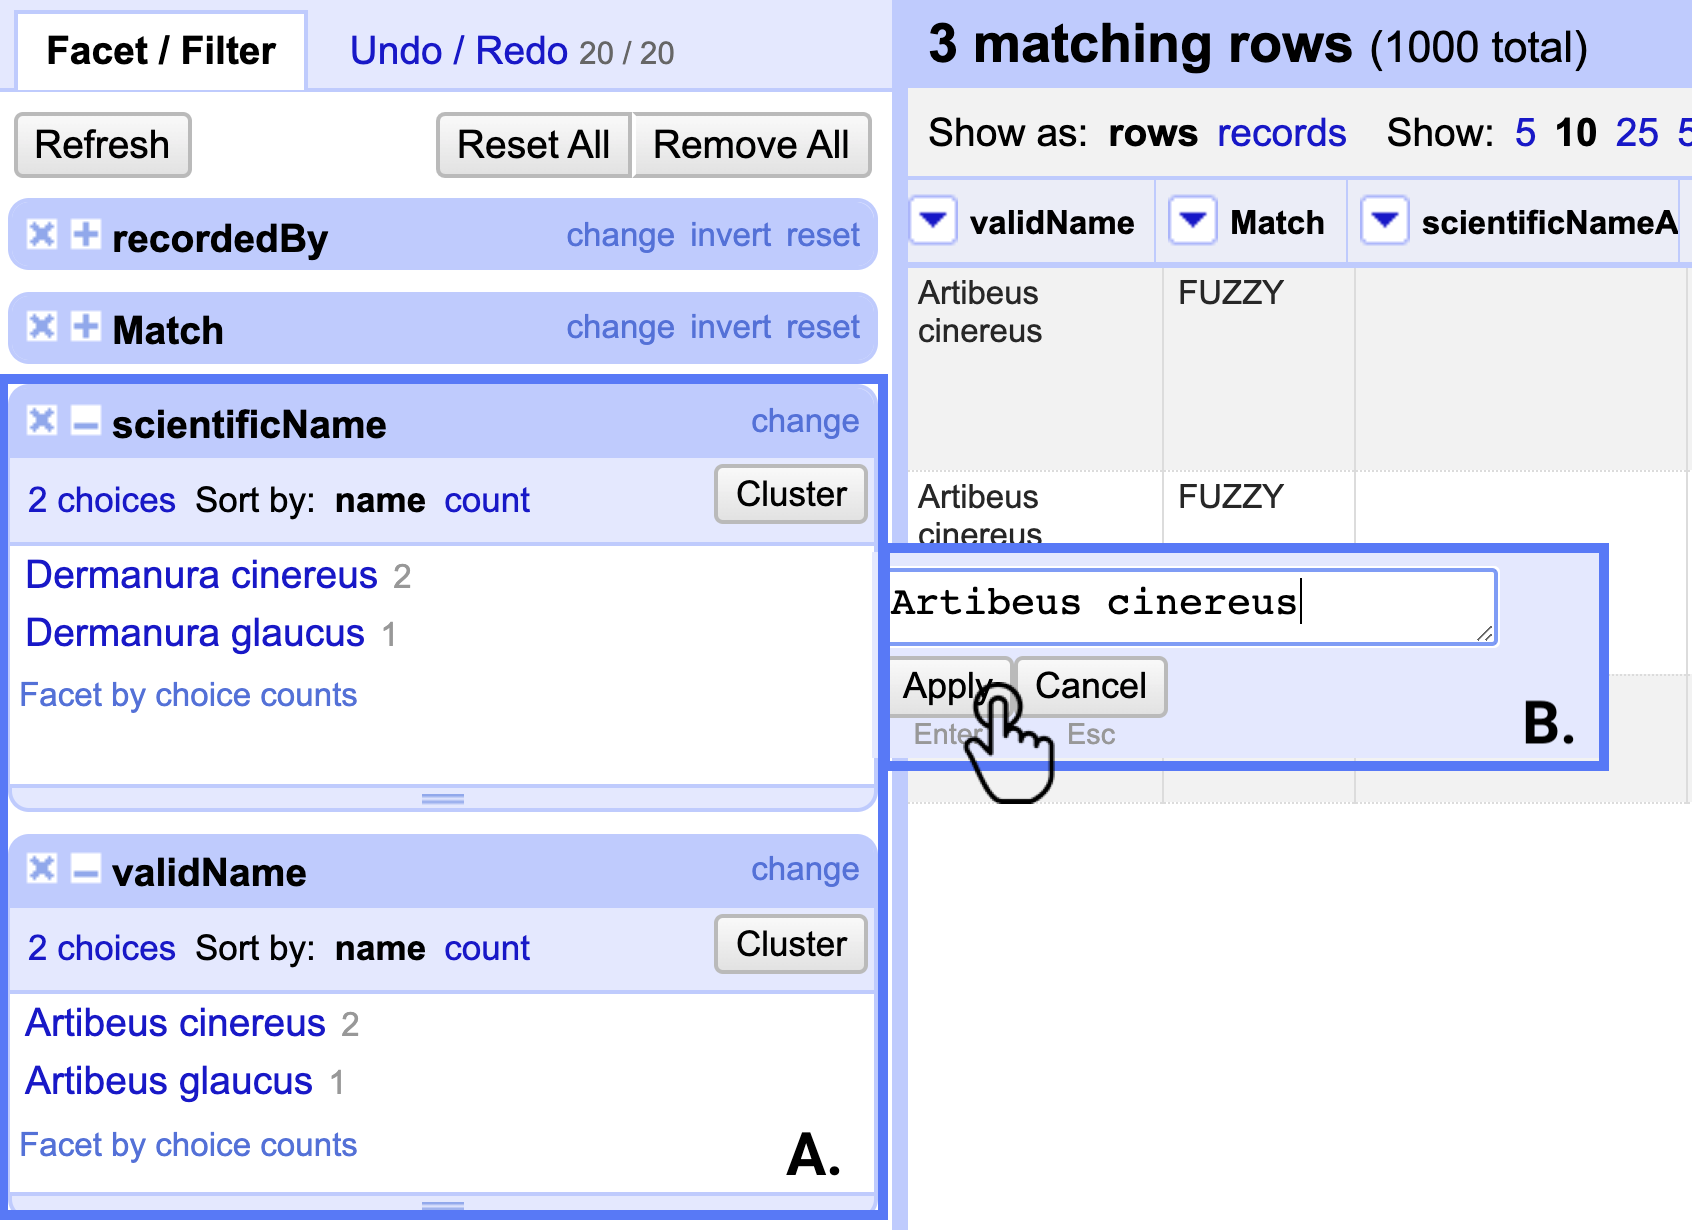 Facet / Filter
Undo / Redo 20 / 20
Refresh
Reset All
Remove All
recordedBy
change invert reset
Match
change invert reset
scientificName
change
2 choices Sort by: name count
Cluster
Dermanura cinereus 2
Dermanura glaucus 1
Facet by choice counts
validName
change
2 choices Sort by: name count
Cluster
Artibeus cinereus 2
Artibeus glaucus 1
Facet by choice counts
A.
3 matching rows (1000 total)
Show as: rows records Show: 5 10 25 5
validName
Match
scientificNameA
Artibeus
cinereus
FUZZY
Artibeus
cinereus
FUZZY
Artibeus cinereus
Apply
Cancel
Enter
Esc
B.